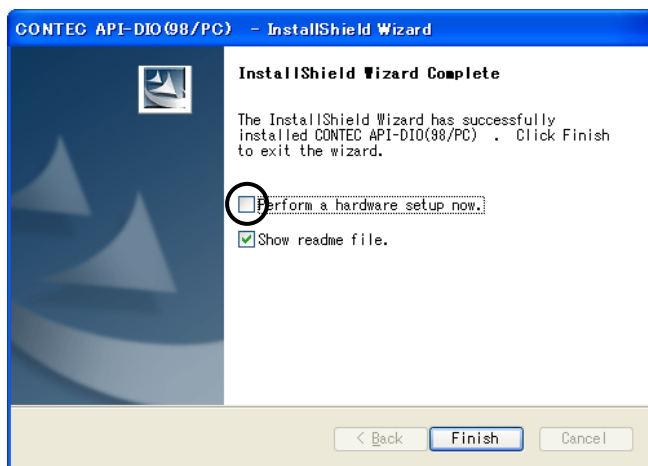 CONTEC API-DIO(98/PC) - InstallShield Wizard
InstallShield Wizard Complete
The InstallShield Wizard has successfully
installed CONTEC API-DIO(98/PC) . Click Finish
to exit the wizard.
Perform a hardware setup now.
Show readme file.
< Back Finish Cancel